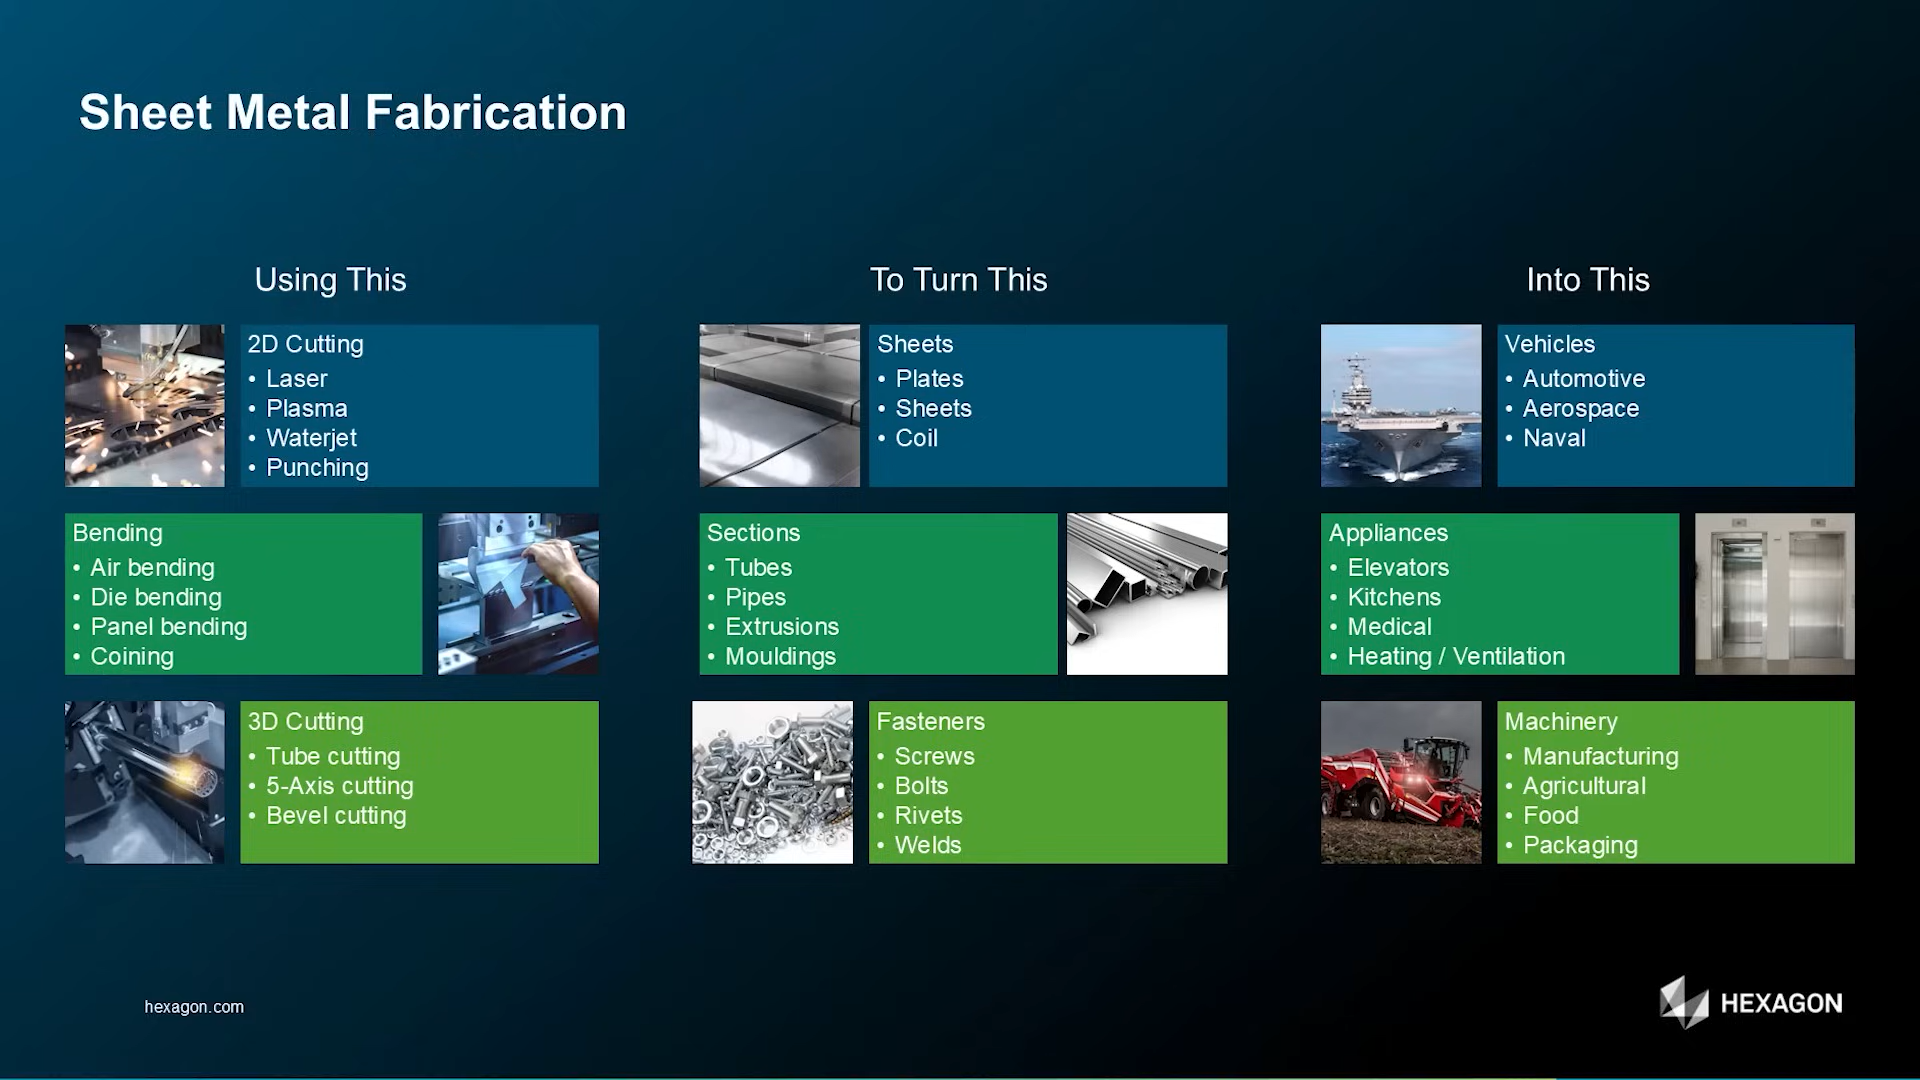 Sheet Metal Fabrication
Using This
2D Cutting
• Laser
• Plasma
• Waterjet
• Punching
Bending
• Air bending
• Die bending
• Panel bending
• Coining
3D Cutting
• Tube cutting
• 5-Axis cutting
• Bevel cutting
To Turn This
Sheets
• Plates
• Sheets
• Coil
Sections
• Tubes
• Pipes
• Extrusions
• Mouldings
Fasteners
• Screws
• Bolts
• Rivets
• Welds
Into This
Vehicles
• Automotive
• Aerospace
• Naval
Appliances
• Elevators
• Kitchens
• Medical
• Heating / Ventilation
Machinery
• Manufacturing
• Agricultural
• Food
• Packaging
hexagon.com
HEXAGON